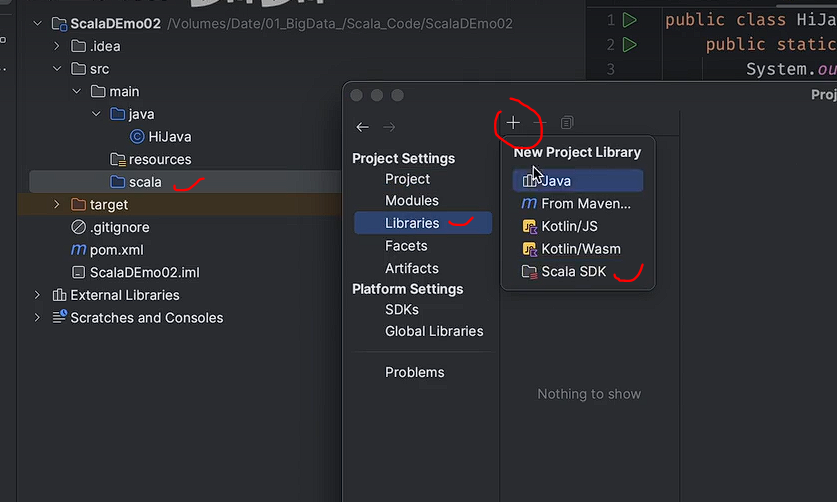 ScalaDEmo02 /Volumes/Date/01_BigData_/Scala_Code/ScalaDEmo02
.idea
src
main
java
HiJava
resources
scala
target
.gitignore
pom.xml
ScalaDEmo02.iml
External Libraries
Scratches and Consoles
1 public class HiJa
2 public static
3 System.ou
Proj
Project Settings
Project
Modules
Libraries
Facets
Artifacts
Platform Settings
SDKs
Global Libraries
Problems
New Project Library
Java
From Maven...
Kotlin/JS
Kotlin/Wasm
Scala SDK
Nothing to show